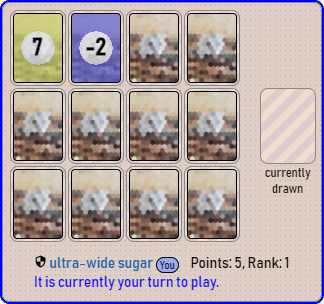 7 -2
currently
drawn
ultra-wide sugar You Points: 5, Rank: 1
It is currently your turn to play.